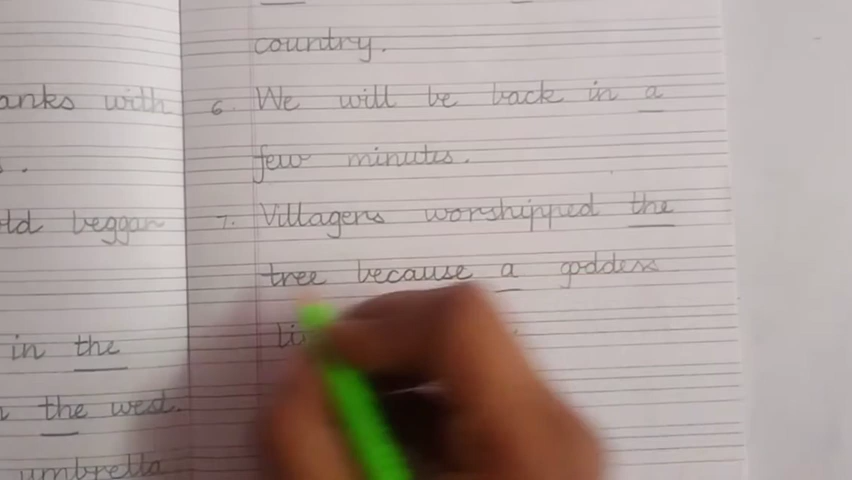 anks with
ld beggar
in the
the west.
umbrella
country.
6. We will be back in a
few minutes.
7. Villagers worshipped the
tree because a goddess